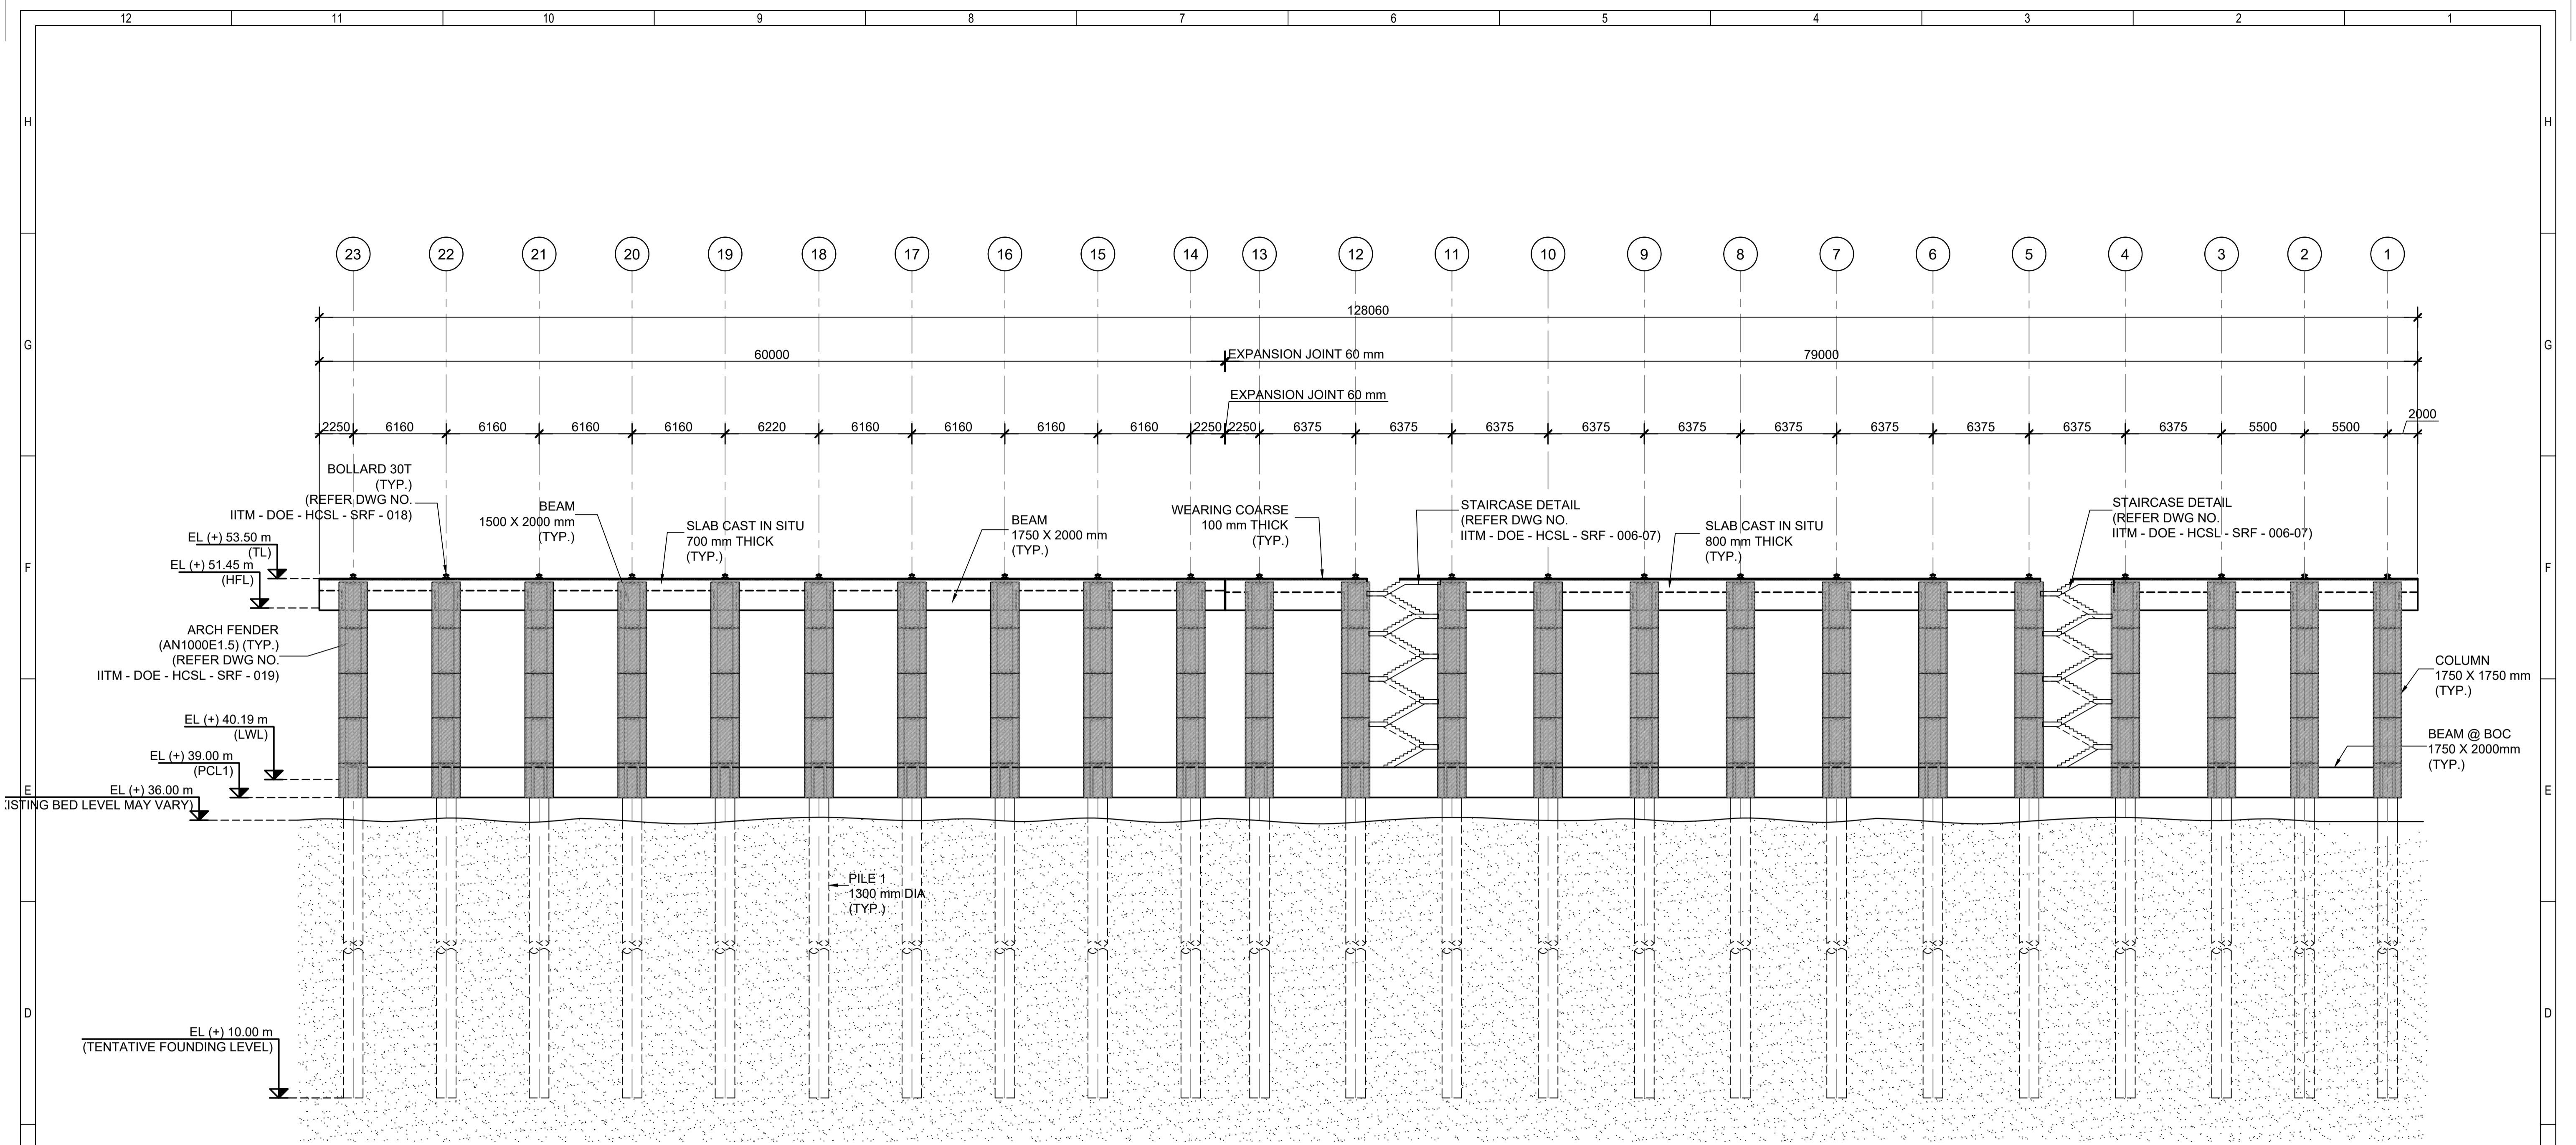 12 11 10 9 8 7 6 5 4 3 2 1
H H
23 22 21 20 19 18 17 16 15 14 13 12 11 10 9 8 7 6 5 4 3 2 1
128060
G G
60000 EXPANSION JOINT 60 mm 79000
EXPANSION JOINT 60 mm
2250 6160 6160 6160 6160 6220 6160 6160 6160 6160 2250 2250 6375 6375 6375 6375 6375 6375 6375 6375 6375 6375 5500 5500 2000
BOLLARD 30T
(TYP.)
(REFER DWG NO.
IITM - DOE - HCSL - SRF - 018)
BEAM
1500 X 2000 mm
(TYP.)
SLAB CAST IN SITU
700 mm THICK
(TYP.)
BEAM
1750 X 2000 mm
(TYP.)
WEARING COARSE
100 mm THICK
(TYP.)
STAIRCASE DETAIL
(REFER DWG NO.
IITM - DOE - HCSL - SRF - 006-07)
SLAB CAST IN SITU
800 mm THICK
(TYP.)
STAIRCASE DETAIL
(REFER DWG NO.
IITM - DOE - HCSL - SRF - 006-07)
EL (+) 53.50 m
(TL)
EL (+) 51.45 m
(HFL)
F F
ARCH FENDER
(AN1000E1.5) (TYP.)
(REFER DWG NO.
IITM - DOE - HCSL - SRF - 019)
COLUMN
1750 X 1750 mm
(TYP.)
EL (+) 40.19 m
(LWL)
BEAM @ BOC
1750 X 2000mm
(TYP.)
EL (+) 39.00 m
(PCL1)
E E
EL (+) 36.00 m
BED LEVEL MAY VARY)
PILE 1
1300 mm DIA
(TYP.)
D D
EL (+) 10.00 m
(TENTATIVE FOUNDING LEVEL)